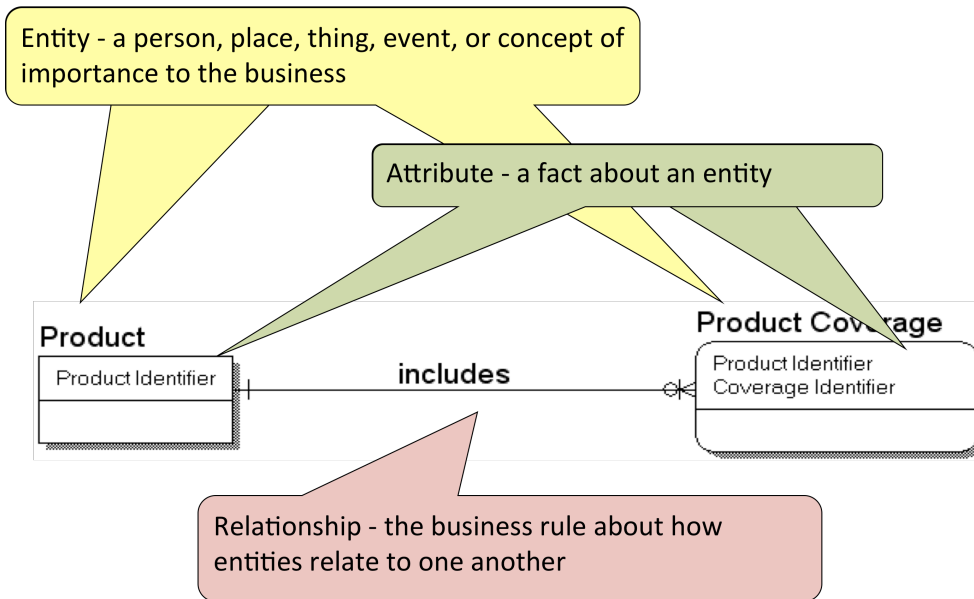 Entity - a person, place, thing, event, or concept of
importance to the business
Attribute - a fact about an entity
Product
Product Identifier
includes
Product Coverage
Product Identifier
Coverage Identifier
Relationship - the business rule about how
entities relate to one another